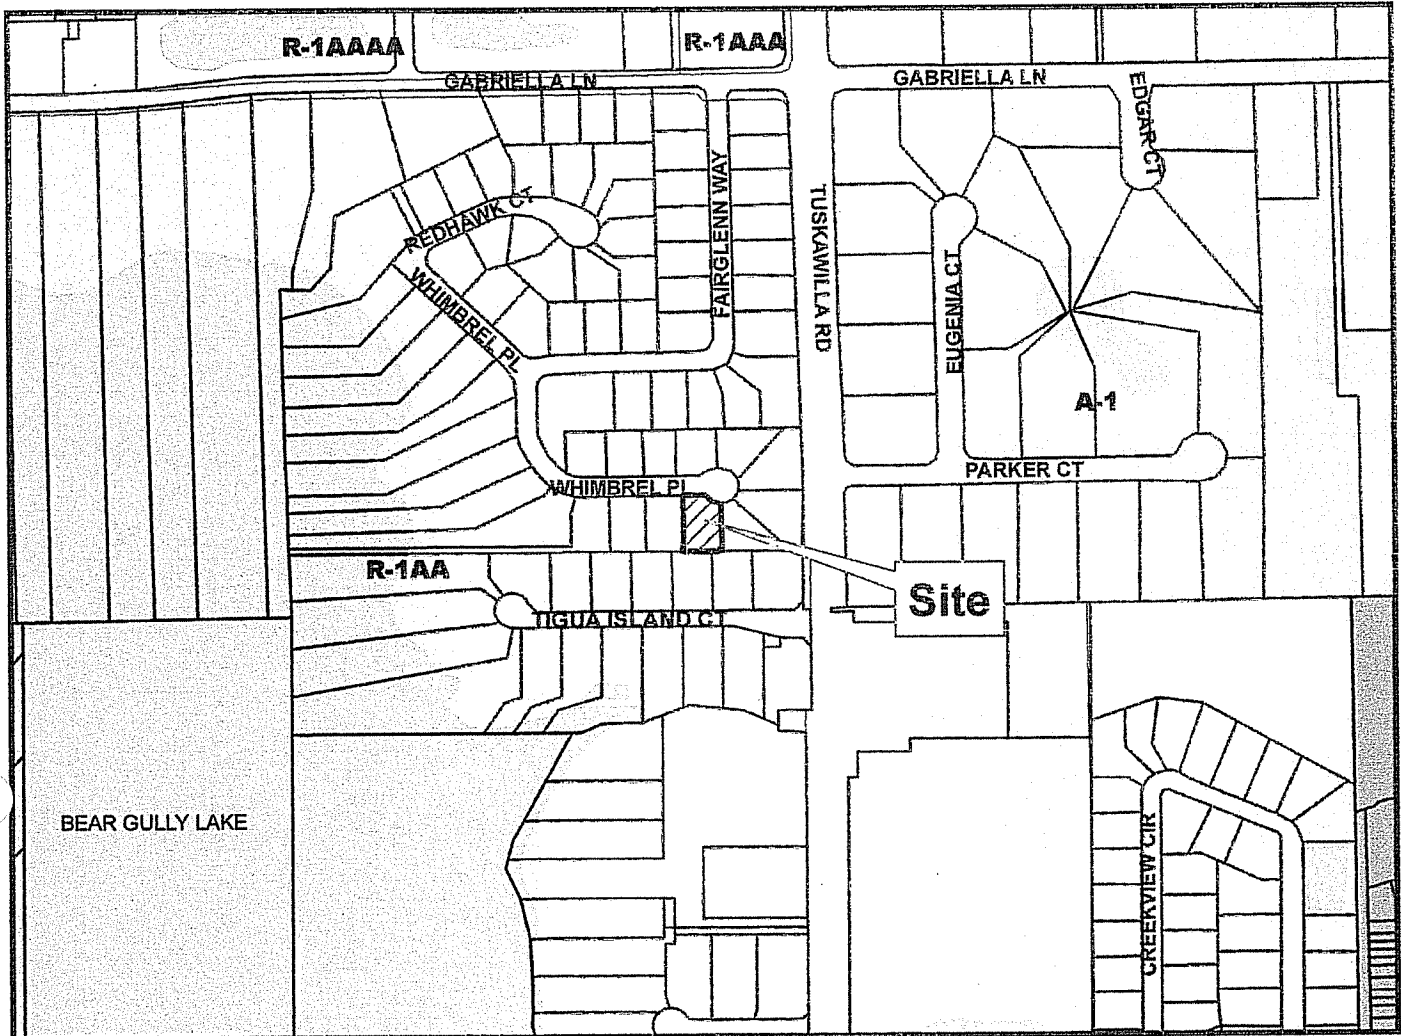 R-1AAAA
R-1AAA
GABRIELLA LN
GABRIELLA LN
EDGAR CT
REDHAWK CT
FAIRGLENN WAY
TUSKAWILLA RD
EUGENIA CT
WHIMBREL PL
A-1
PARKER CT
WHIMBREL Pl
R-1AA
Site
TIGUA ISLAND CT
BEAR GULLY LAKE
CREEKVIEW CIR